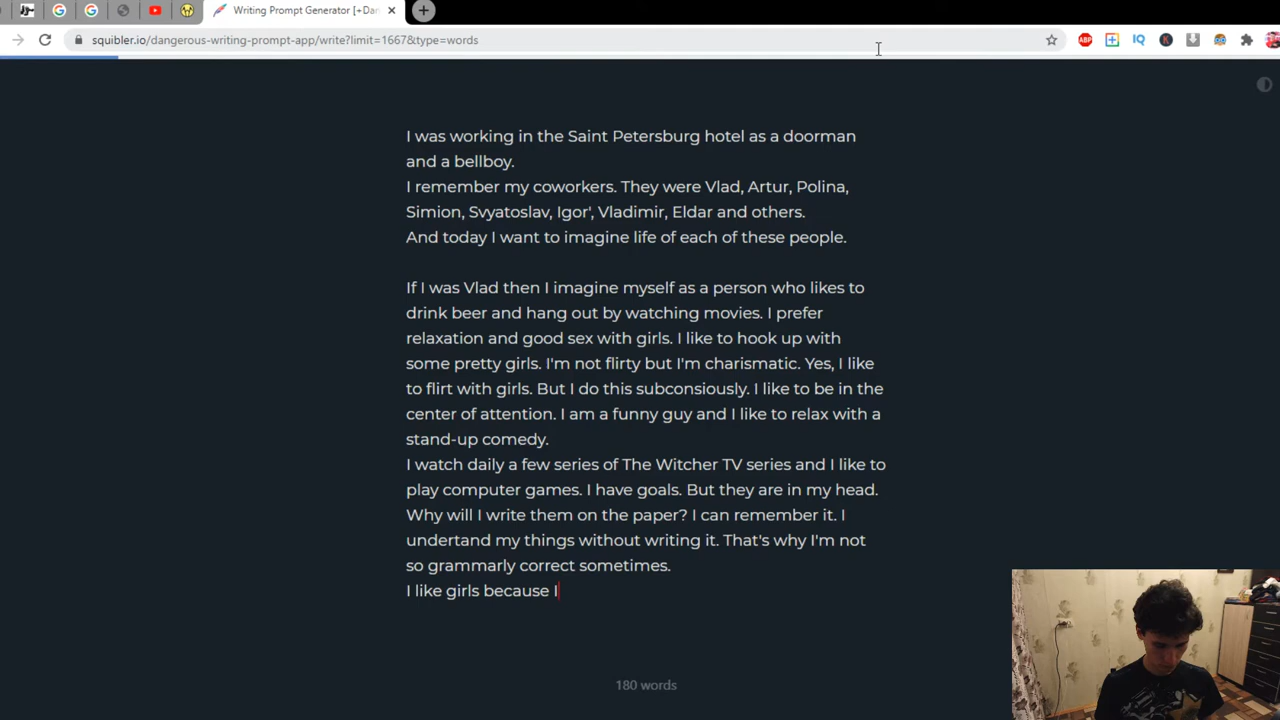 Writing Prompt Generator [+Dan
squibler.io/dangerous-writing-prompt-app/write?limit=1667&type=words
ABP
IQ
K
I was working in the Saint Petersburg hotel as a doorman
and a bellboy.
I remember my coworkers. They were Vlad, Artur, Polina,
Simion, Svyatoslav, Igor', Vladimir, Eldar and others.
And today I want to imagine life of each of these people.
If I was Vlad then I imagine myself as a person who likes to
drink beer and hang out by watching movies. I prefer
relaxation and good sex with girls. I like to hook up with
some pretty girls. I'm not flirty but I'm charismatic. Yes, I like
to flirt with girls. But I do this subconsiously. I like to be in the
center of attention. I am a funny guy and I like to relax with a
stand-up comedy.
I watch daily a few series of The Witcher TV series and I like to
play computer games. I have goals. But they are in my head.
Why will I write them on the paper? I can remember it. I
undertand my things without writing it. That's why I'm not
so grammarly correct sometimes.
I like girls because I
180 words